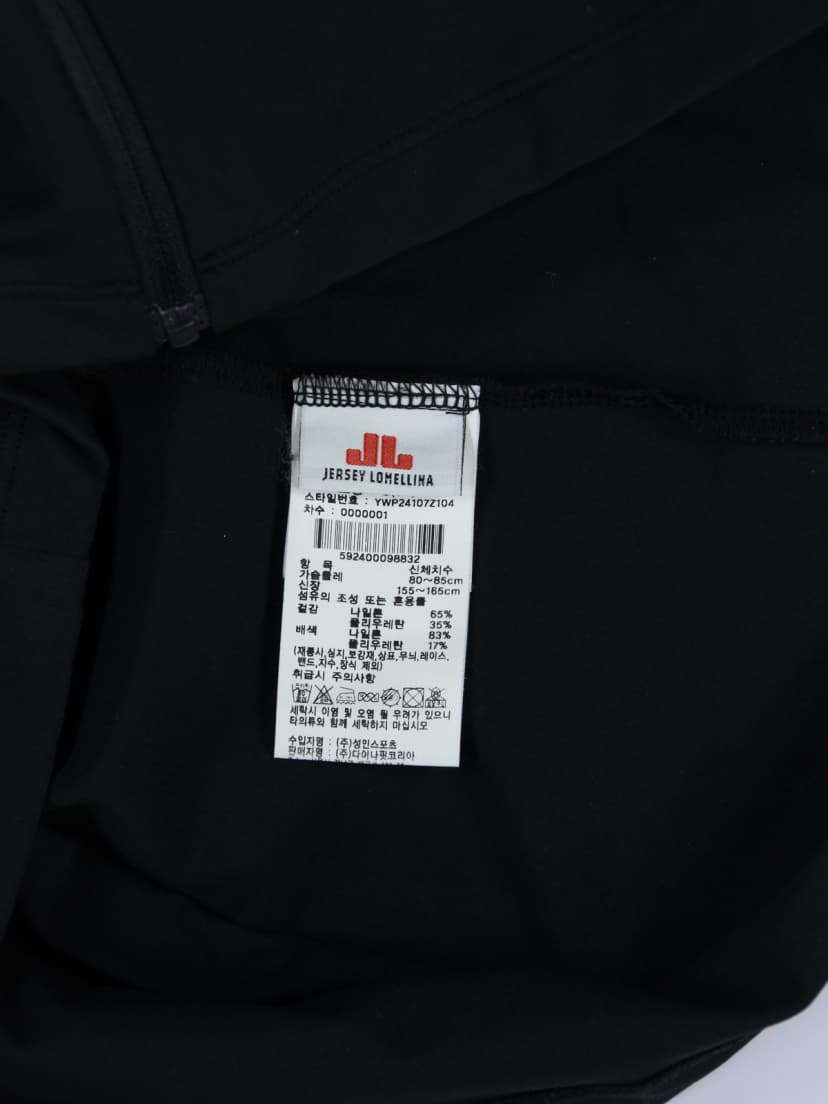 JL
JERSEY LOMELLINA
스타일번호 : YWP24107Z104
차수 : 0000001
592400098832
항 목 신체치수
가슴둘레 80~85cm
신장 155~165cm
섬유의 조성 또는 혼용률
겉감 나일론 65%
폴리우레탄 35%
배색 나일론 83%
폴리우레탄 17%
(재봉사,심지,보강재,상표,무늬,레이스,
밴드,자수,장식 제외)
취급시 주의사항
세탁시 이염 및 오염 될 우려가 있으니
타의류와 함께 세탁하지 마십시오
수입자명 : (주)성민스포츠
판매자명 : (주)다이나핏코리아